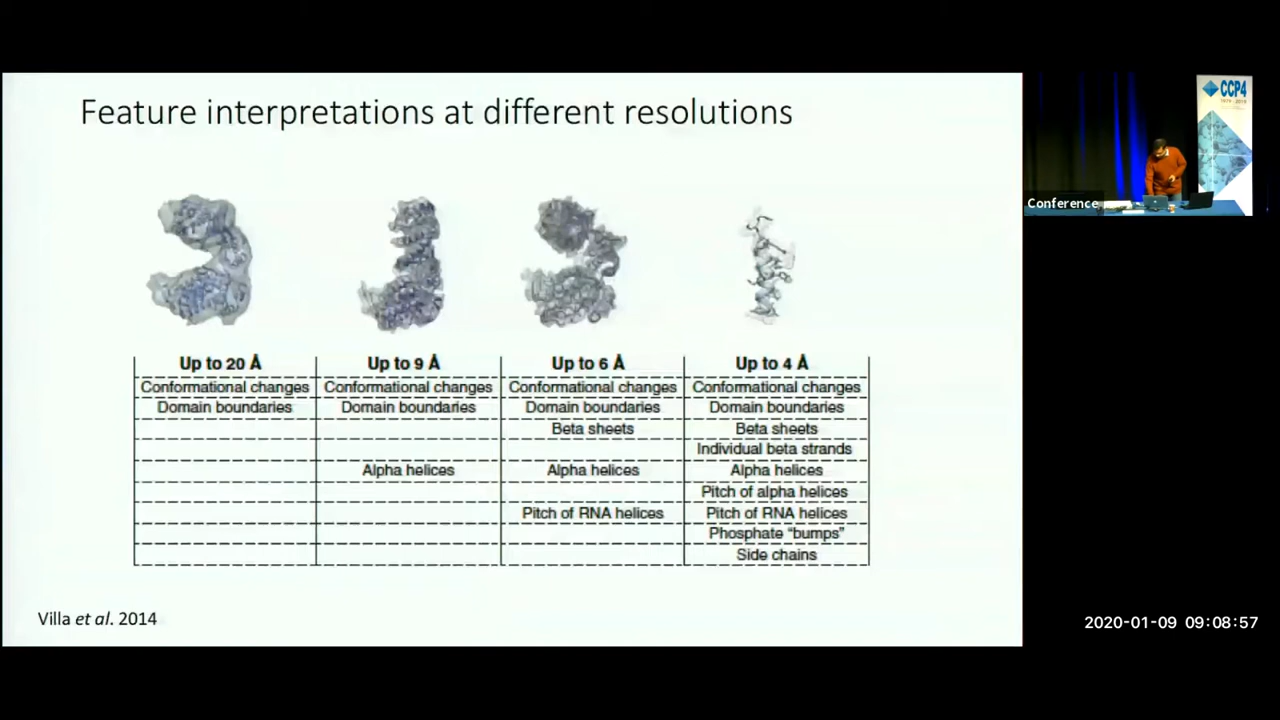 Feature interpretations at different resolutions
CCP4
1979-2019
Conference
Up to 20 Å Up to 9 Å Up to 6 Å Up to 4 Å
Conformational changes Conformational changes Conformational changes Conformational changes
Domain boundaries Domain boundaries Domain boundaries Domain boundaries
Beta sheets Beta sheets
Individual beta strands
Alpha helices Alpha helices Alpha helices
Pitch of alpha helices
Pitch of RNA helices Pitch of RNA helices
Phosphate “bumps”
Side chains
Villa et al. 2014
2020-01-09 09:08:57